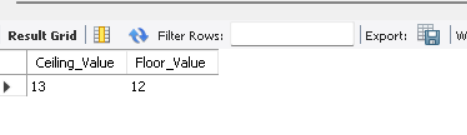 Result Grid Filter Rows: Export: W
Ceiling_Value Floor_Value
13 12